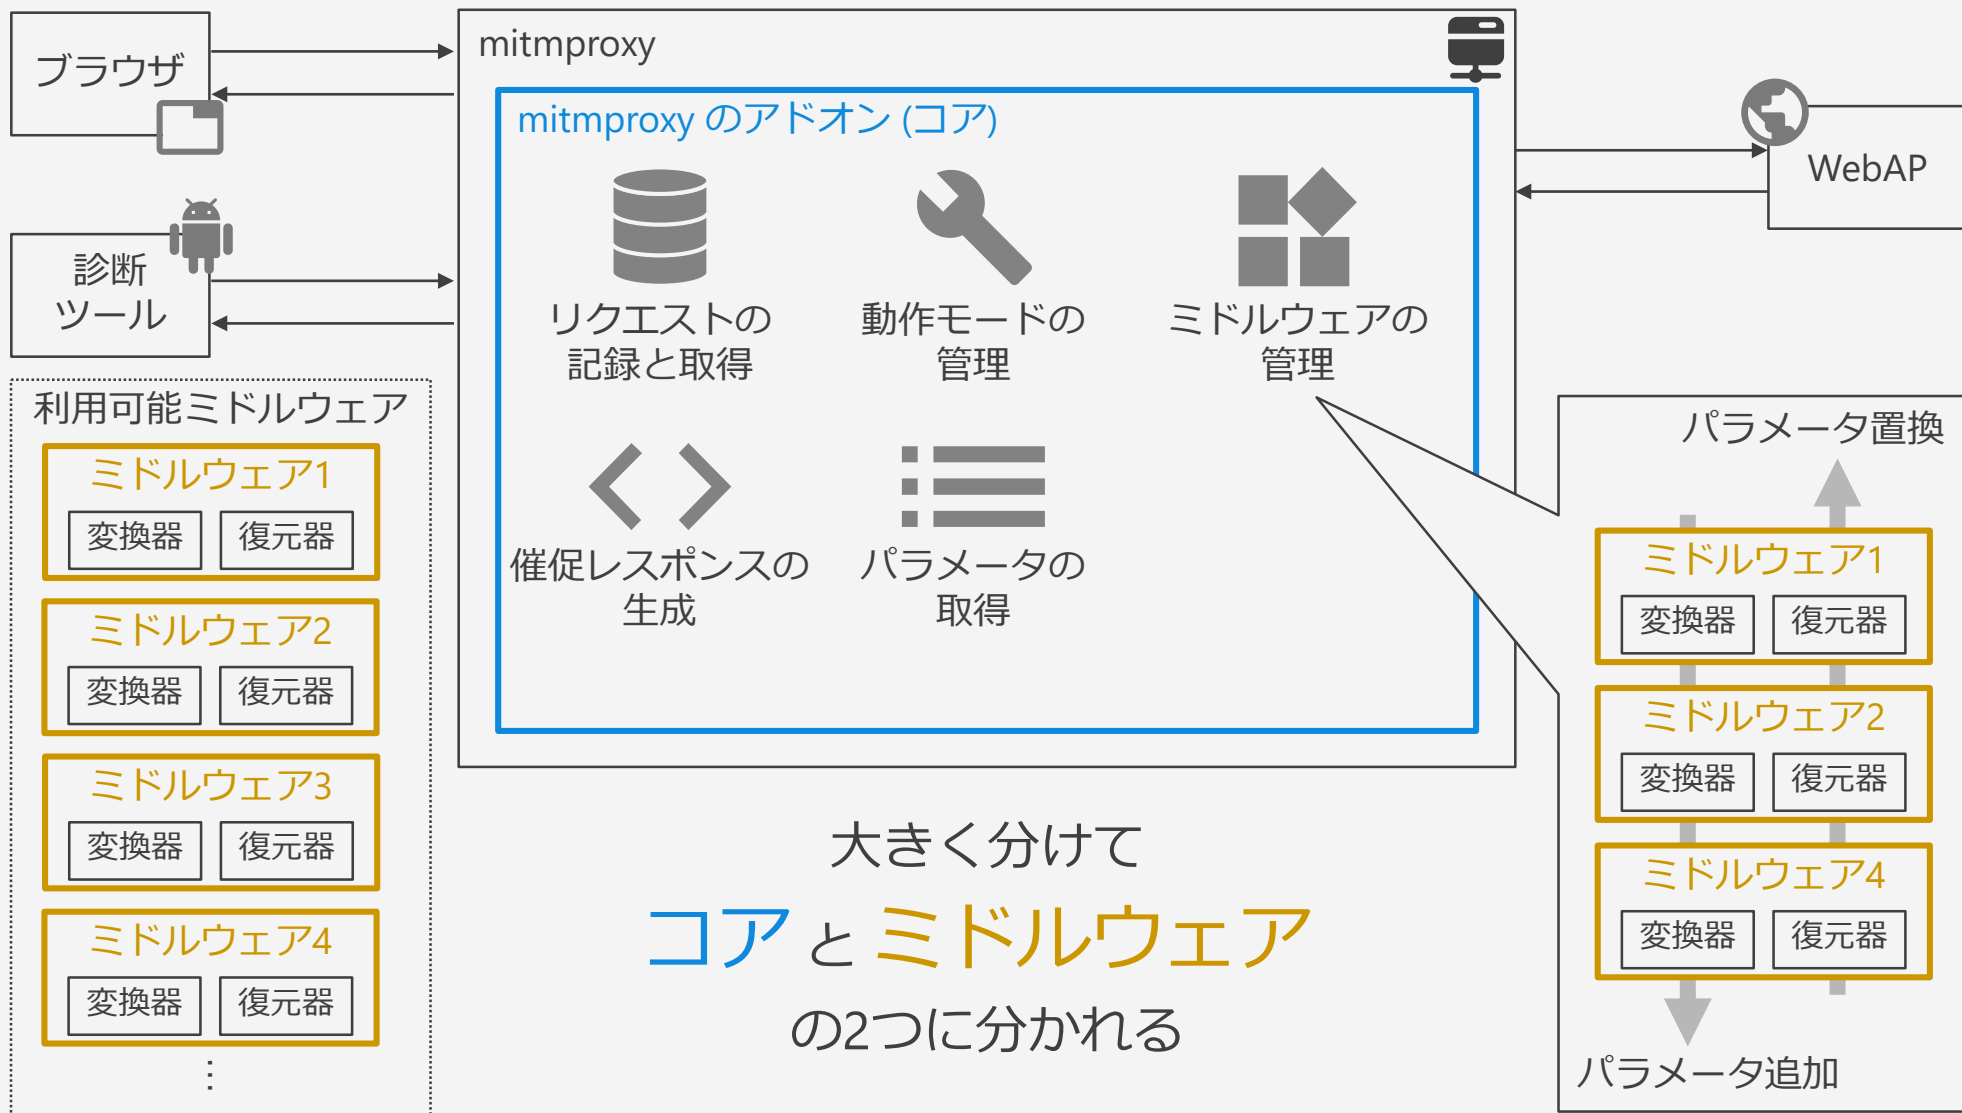 ブラウザ
診断
ツール
mitmproxy
mitmproxy のアドオン (コア)
リクエストの
記録と取得
動作モードの
管理
ミドルウェアの
管理
催促レスポンスの
生成
パラメータの
取得
WebAP
利用可能ミドルウェア
ミドルウェア1
変換器 復元器
ミドルウェア2
変換器 復元器
ミドルウェア3
変換器 復元器
ミドルウェア4
変換器 復元器
…
大きく分けて
コア と ミドルウェア
の2つに分かれる
パラメータ置換
ミドルウェア1
変換器 復元器
ミドルウェア2
変換器 復元器
ミドルウェア4
変換器 復元器
パラメータ追加